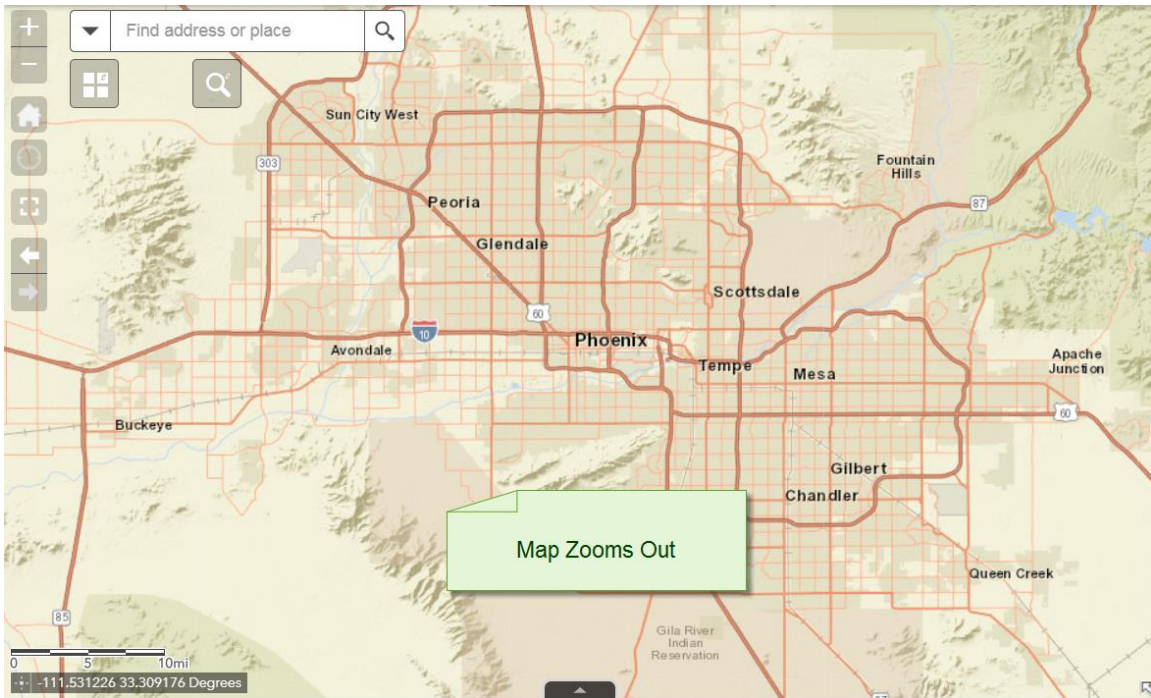 Find address or place
Sun City West
303
Fountain
Hills
87
Peoria
Glendale
Scottsdale
60
10
Phoenix
Avondale
Tempe
Mesa
Apache
Junction
60
Buckeye
Gilbert
Chandler
Map Zooms Out
Queen Creek
85
Gila River
Indian
Reservation
0 5 10mi
-111.531226 33.309176 Degrees
87